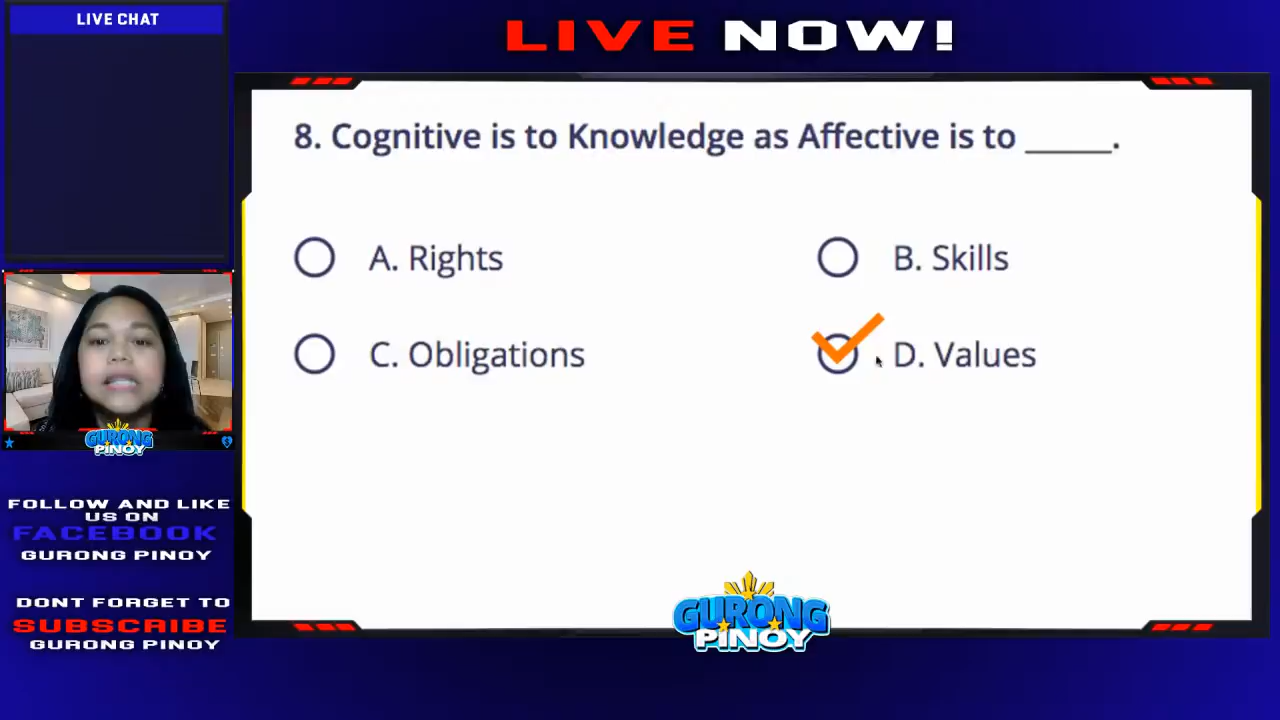 LIVE CHAT
LIVE NOW!
8. Cognitive is to Knowledge as Affective is to ______.
A. Rights
B. Skills
C. Obligations
D. Values
GURONG
PINOY
FOLLOW AND LIKE
US ON
FACEBOOK
GURONG PINOY
DONT FORGET TO
SUBSCRIBE
GURONG PINOY
GURONG
PINOY